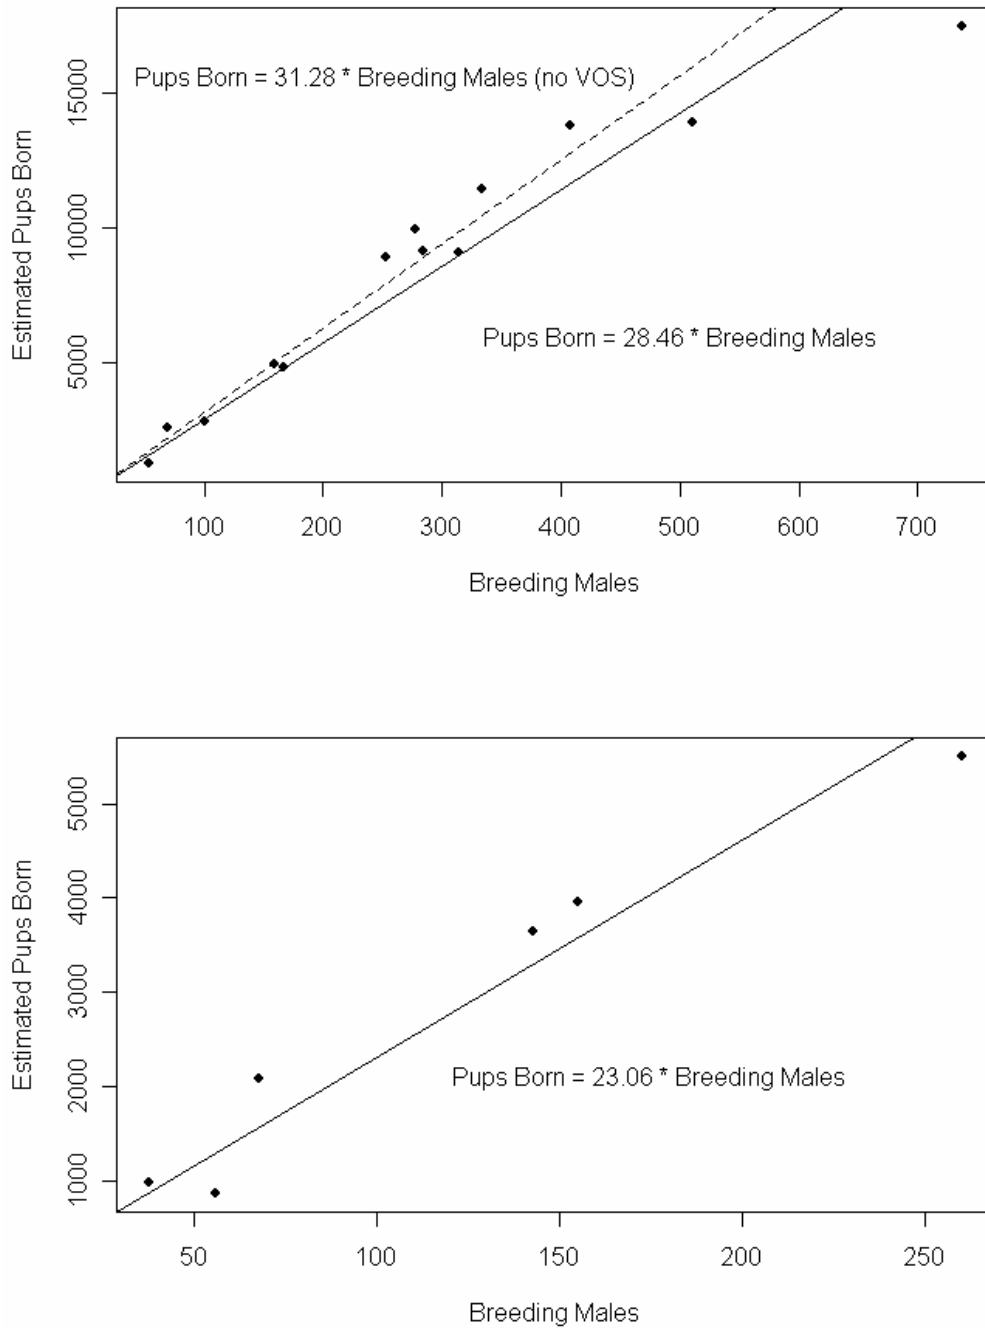 Pups Born = 31.28 * Breeding Males (no VOS)
Pups Born = 28.46 * Breeding Males
Estimated Pups Born
5000
10000
15000
100
200
300
400
500
600
700
Breeding Males
Pups Born = 23.06 * Breeding Males
Estimated Pups Born
1000
2000
3000
4000
5000
50
100
150
200
250
Breeding Males